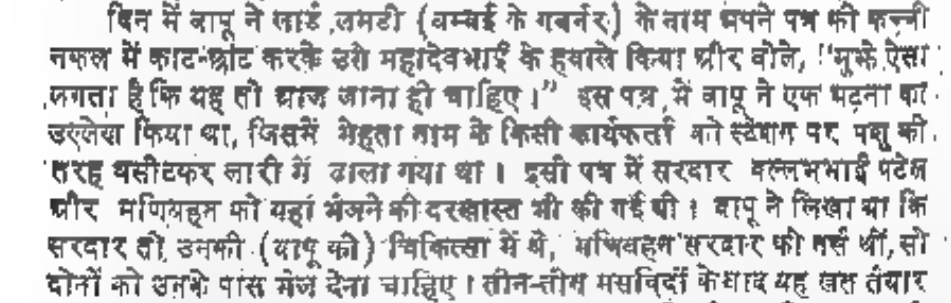 दिन में बापू ने लार्ड लमली (बम्बई के गवर्नर) के नाम अपने पत्र की कच्ची
नकल में काट-छांट करके उसे महादेवभाई के हवाले किया और बोले, "मुझे ऐसा
लगता है कि यह तो आज जाना ही चाहिए।" इस पत्र में बापू ने एक घटना का
उल्लेख किया था, जिसमें मेहता नाम के किसी कार्यकर्ता को स्टेशन पर पशु की
तरह घसीटकर लारी में डाला गया था। इसी पत्र में सरदार वल्लभभाई पटेल
और मणिबहन को यहां भेजने की दरखास्त भी की गई थी। बापू ने लिखा था कि
सरदार तो उनकी (बापू की) चिकित्सा में थे, मणिबहन सरदार की नर्स थीं, सो
दोनों को उनके पास भेज देना चाहिए। तीन-तीन मसविदों के बाद यह खत तैयार